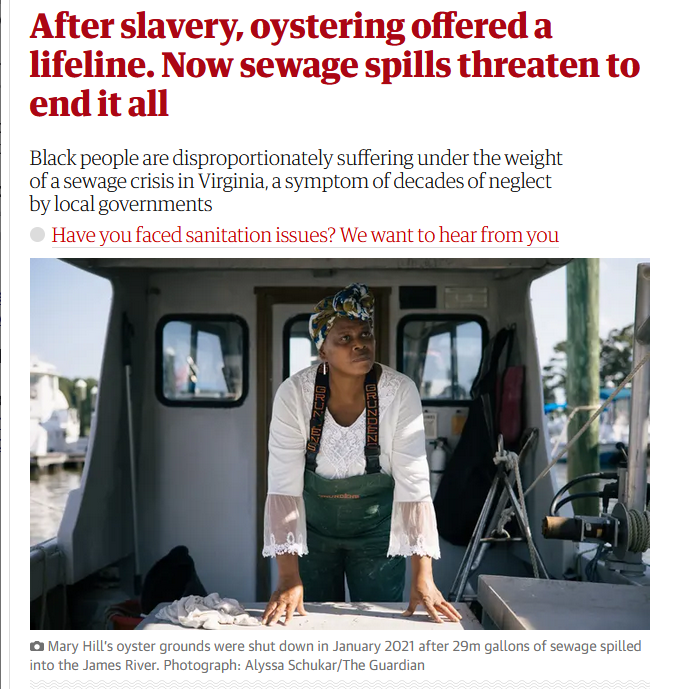 After slavery, oystering offered a
lifeline. Now sewage spills threaten to
end it all
Black people are disproportionately suffering under the weight
of a sewage crisis in Virginia, a symptom of decades of neglect
by local governments
Have you faced sanitation issues? We want to hear from you
GRUNDENS
GRUNDENS
Mary Hill's oyster grounds were shut down in January 2021 after 29m gallons of sewage spilled
into the James River. Photograph: Alyssa Schukar/The Guardian